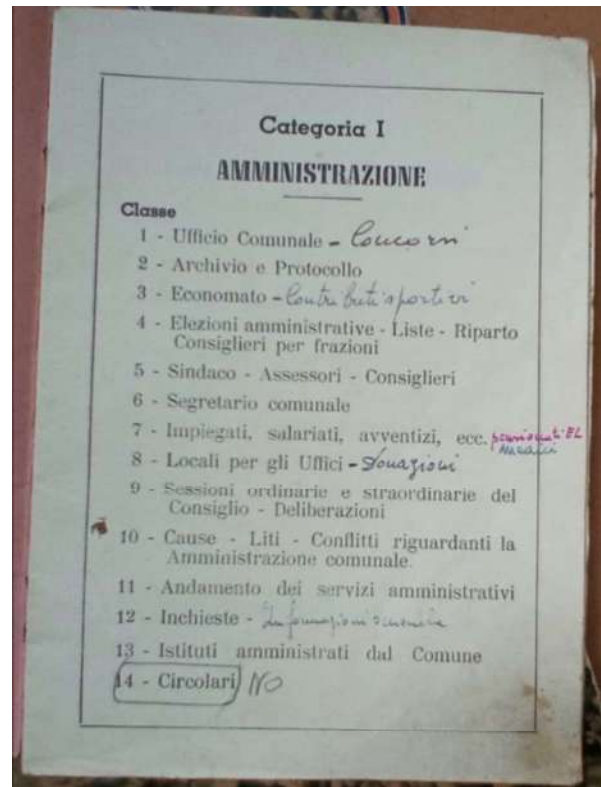 Categoria I
AMMINISTRAZIONE
Classe
1 - Ufficio Comunale - Concorsi
2 - Archivio e Protocollo
3 - Economato - Contributi sportivi
4 - Elezioni amministrative - Liste - Riparto
Consiglieri per frazioni
5 - Sindaco - Assessori - Consiglieri
6 - Segretario comunale
7 - Impiegati, salariati, avventizi, ecc. pensionati EL
8 - Locali per gli Uffici - Donazioni
9 - Sessioni ordinarie e straordinarie del
Consiglio - Deliberazioni
10 - Cause - Liti - Conflitti riguardanti la
Amministrazione comunale.
11 - Andamento dei servizi amministrativi
12 - Inchieste - Informazioni
13 - Istituti amministrati dal Comune
14 - Circolari NO